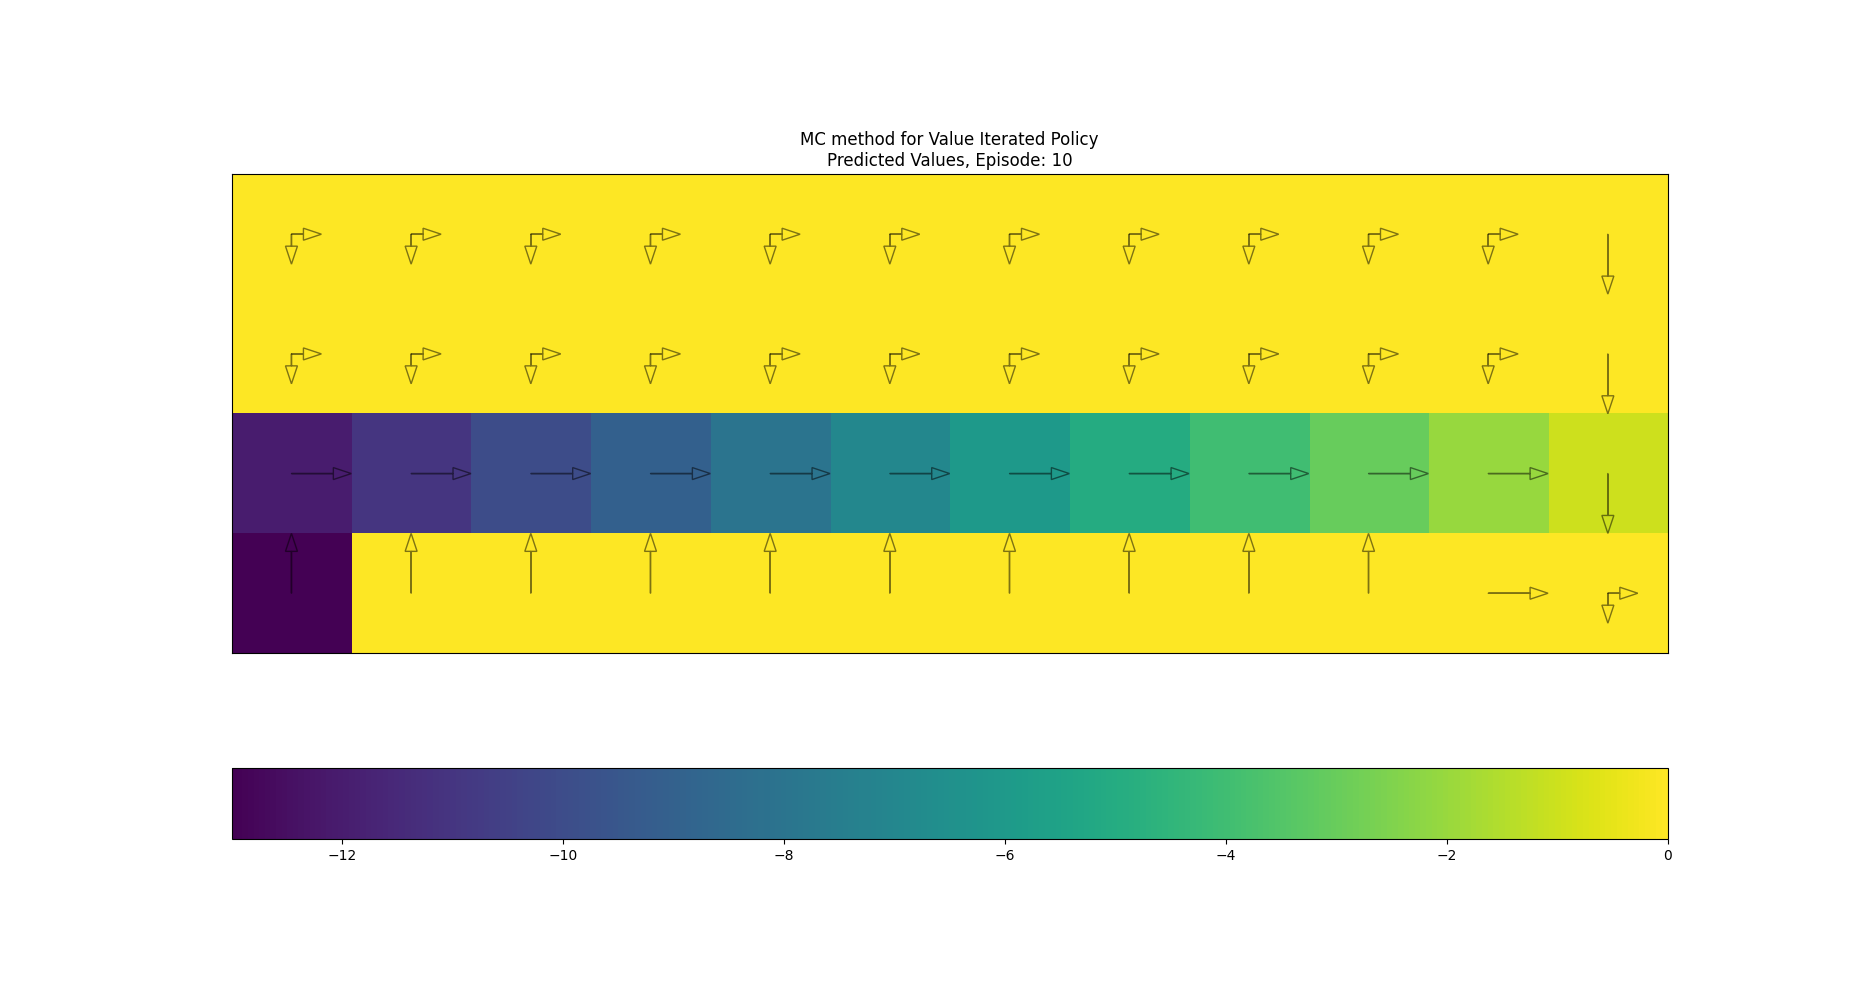 MC method for Value Iterated Policy
Predicted Values, Episode: 10
−12 −10 −8 −6 −4 −2 0